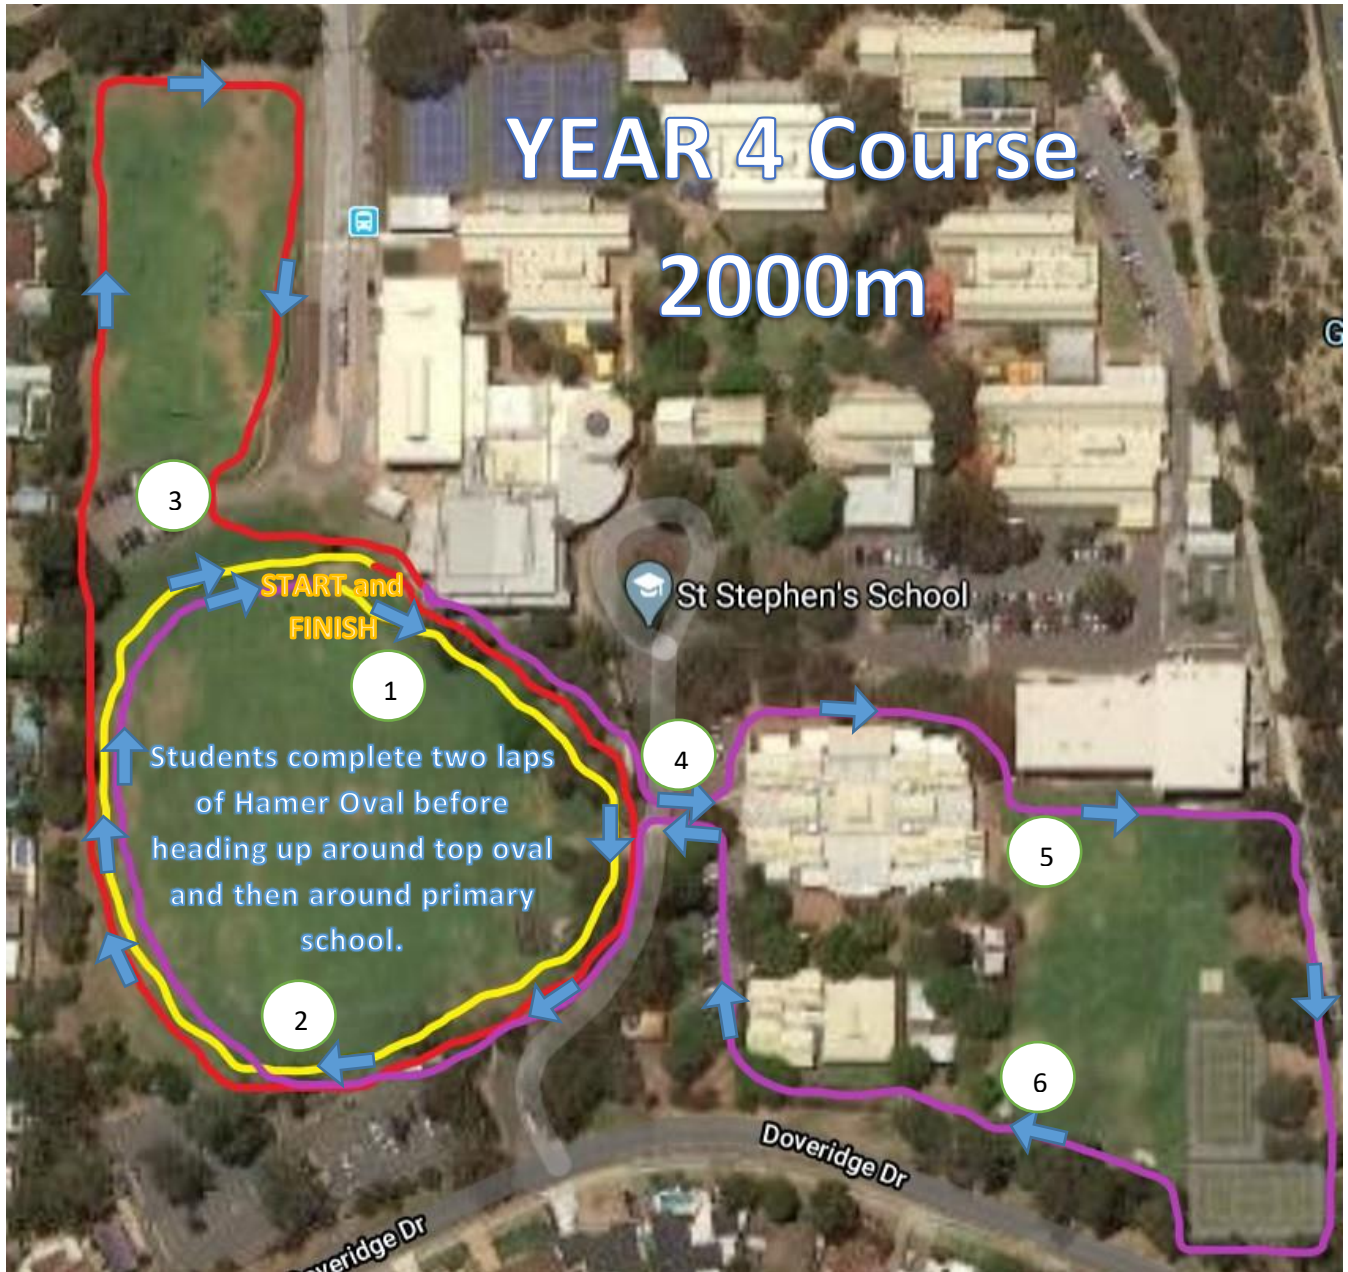 YEAR 4 Course
2000m
G
3
St Stephen's School
START and
FINISH
1
4
Students complete two laps
of Hamer Oval before
heading up around top oval
and then around primary
school.
5
2
6
Doveridge Dr
Doveridge Dr